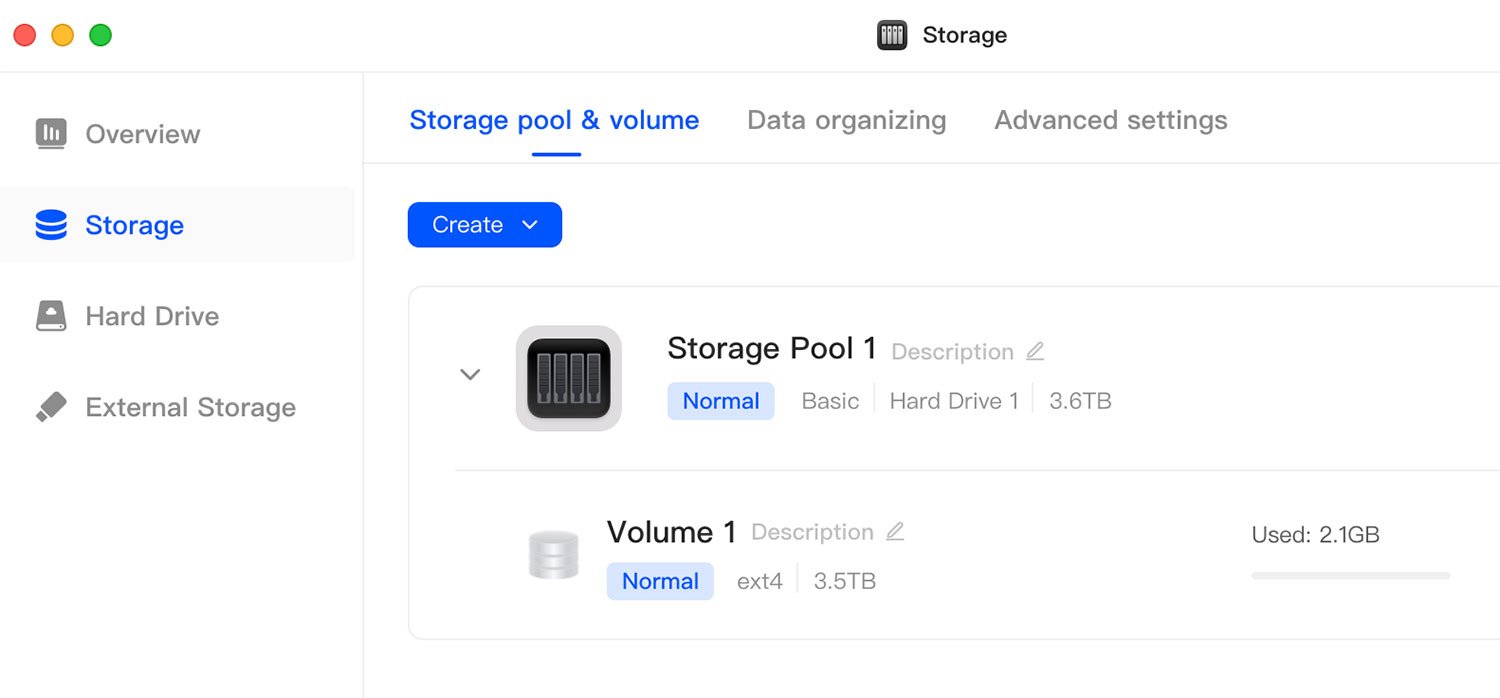 Storage
Overview
Storage
Hard Drive
External Storage
Storage pool & volume Data organizing Advanced settings
Create
Storage Pool 1 Description
Normal Basic Hard Drive 1 3.6TB
Volume 1 Description
Normal ext4 3.5TB
Used: 2.1GB